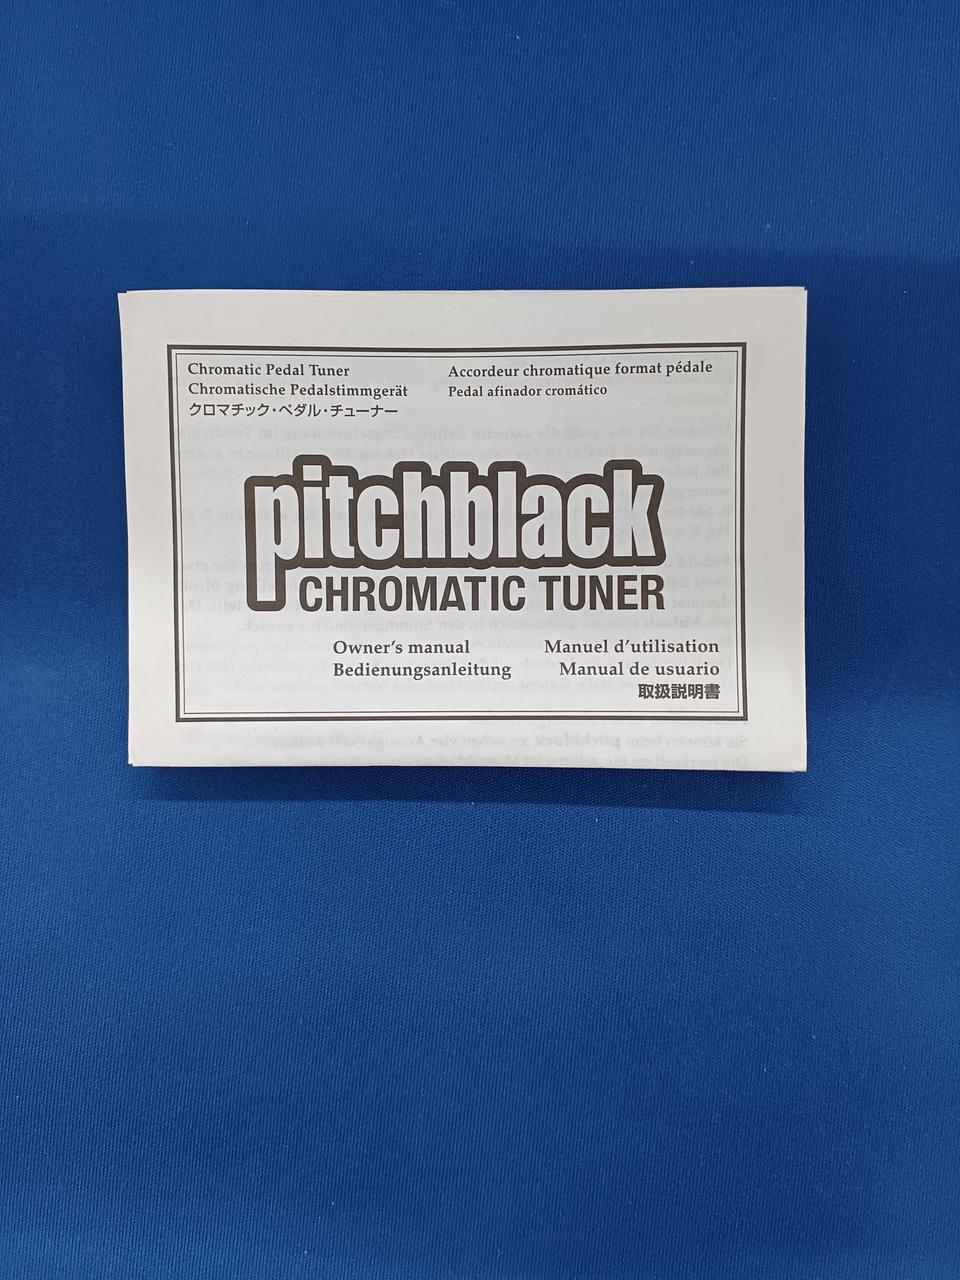 Chromatic Pedal Tuner
Chromatische Pedalstimmgerät
クロマチック・ペダル・チューナー
Accordeur chromatique format pédale
Pedal afinador cromático
pitchblack
CHROMATIC TUNER
Owner's manual
Bedienungsanleitung
Manuel d'utilisation
Manual de usuario
取扱説明書